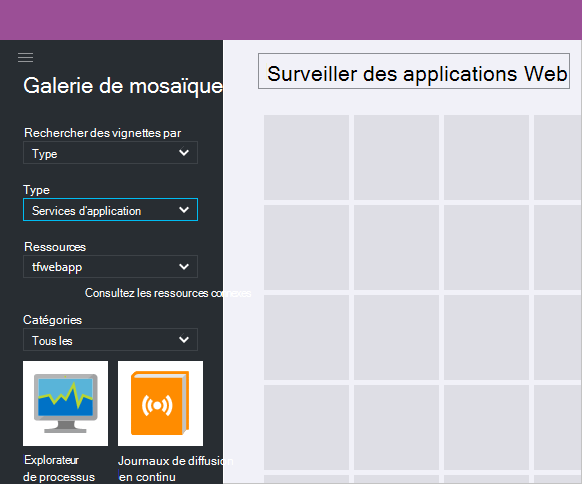 Galerie de mosaïque
Surveiller des applications Web
Rechercher des vignettes par
Type
Type
Services d'application
Ressources
tfwebapp
Consultez les ressources connexes
Catégories
Tous les
Explorateur
de processus
Journaux de diffusion
en continu